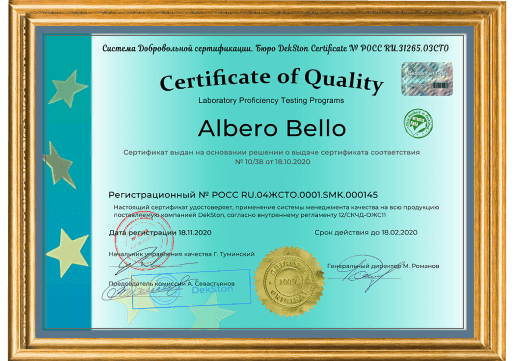 Система Добровольной сертификации. Бюро DekSton Certificate № РОСС RU.31265.03СТО
Certificate of Quality
Laboratory Proficiency Testing Programs
Albero Bello
Сертификат выдан на основании решении о выдаче сертификата соответствия
№ 10/38 от 18.10.2020
Регистрационный № РОСС RU.04ЖСТО.0001.SMK.000145
Настоящий сертификат удостоверяет, применение системы менеджмента качества на всю продукцию
поставляемую компанией DekSton, согласно внутреннему регламенту 12/СКЧД-ОЖС11
Дата регистрации 18.11.2020
Срок действия до 18.02.2020
Начальник управления качества Г. Туминский
Генеральный директор М. Романов
Председатель комиссии А. Севастьянов
DekSton
100%